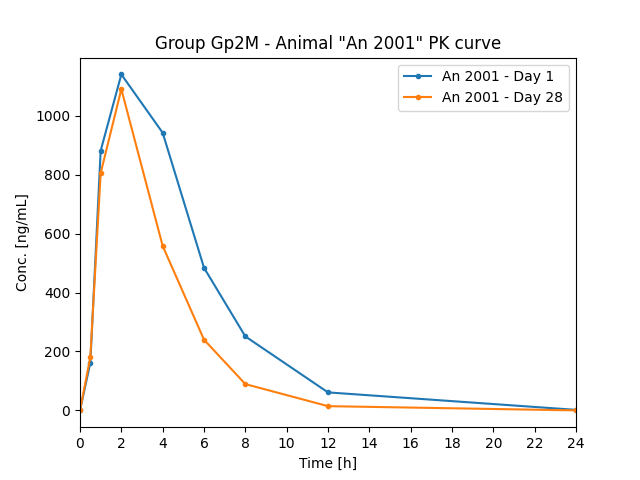 Group Gp2M - Animal "An 2001" PK curve
An 2001 - Day 1
An 2001 - Day 28
Conc. [ng/mL]
1000
800
600
400
200
0
0 2 4 6 8 10 12 14 16 18 20 22 24
Time [h]